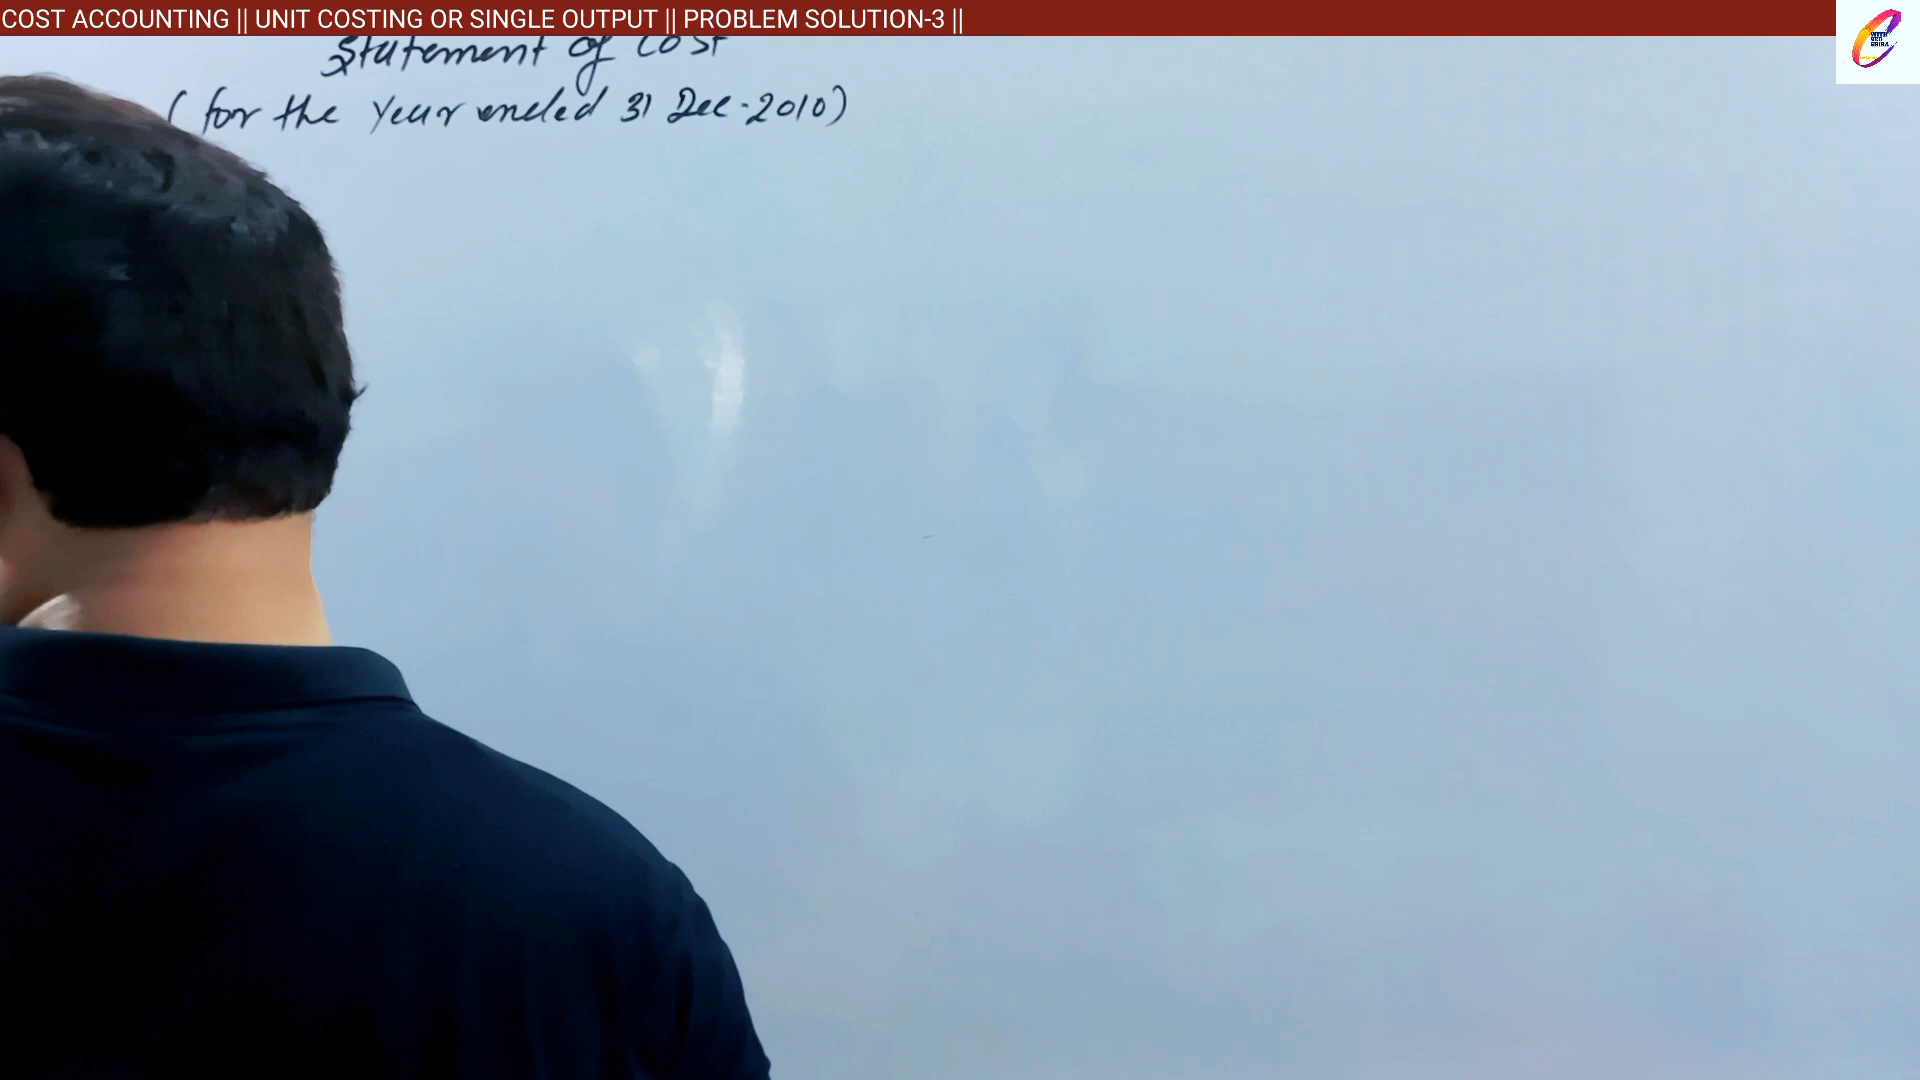 COST ACCOUNTING || UNIT COSTING OR SINGLE OUTPUT || PROBLEM SOLUTION-3 ||
Statement of Cost
(for the Year ended 31 Dec-2010)